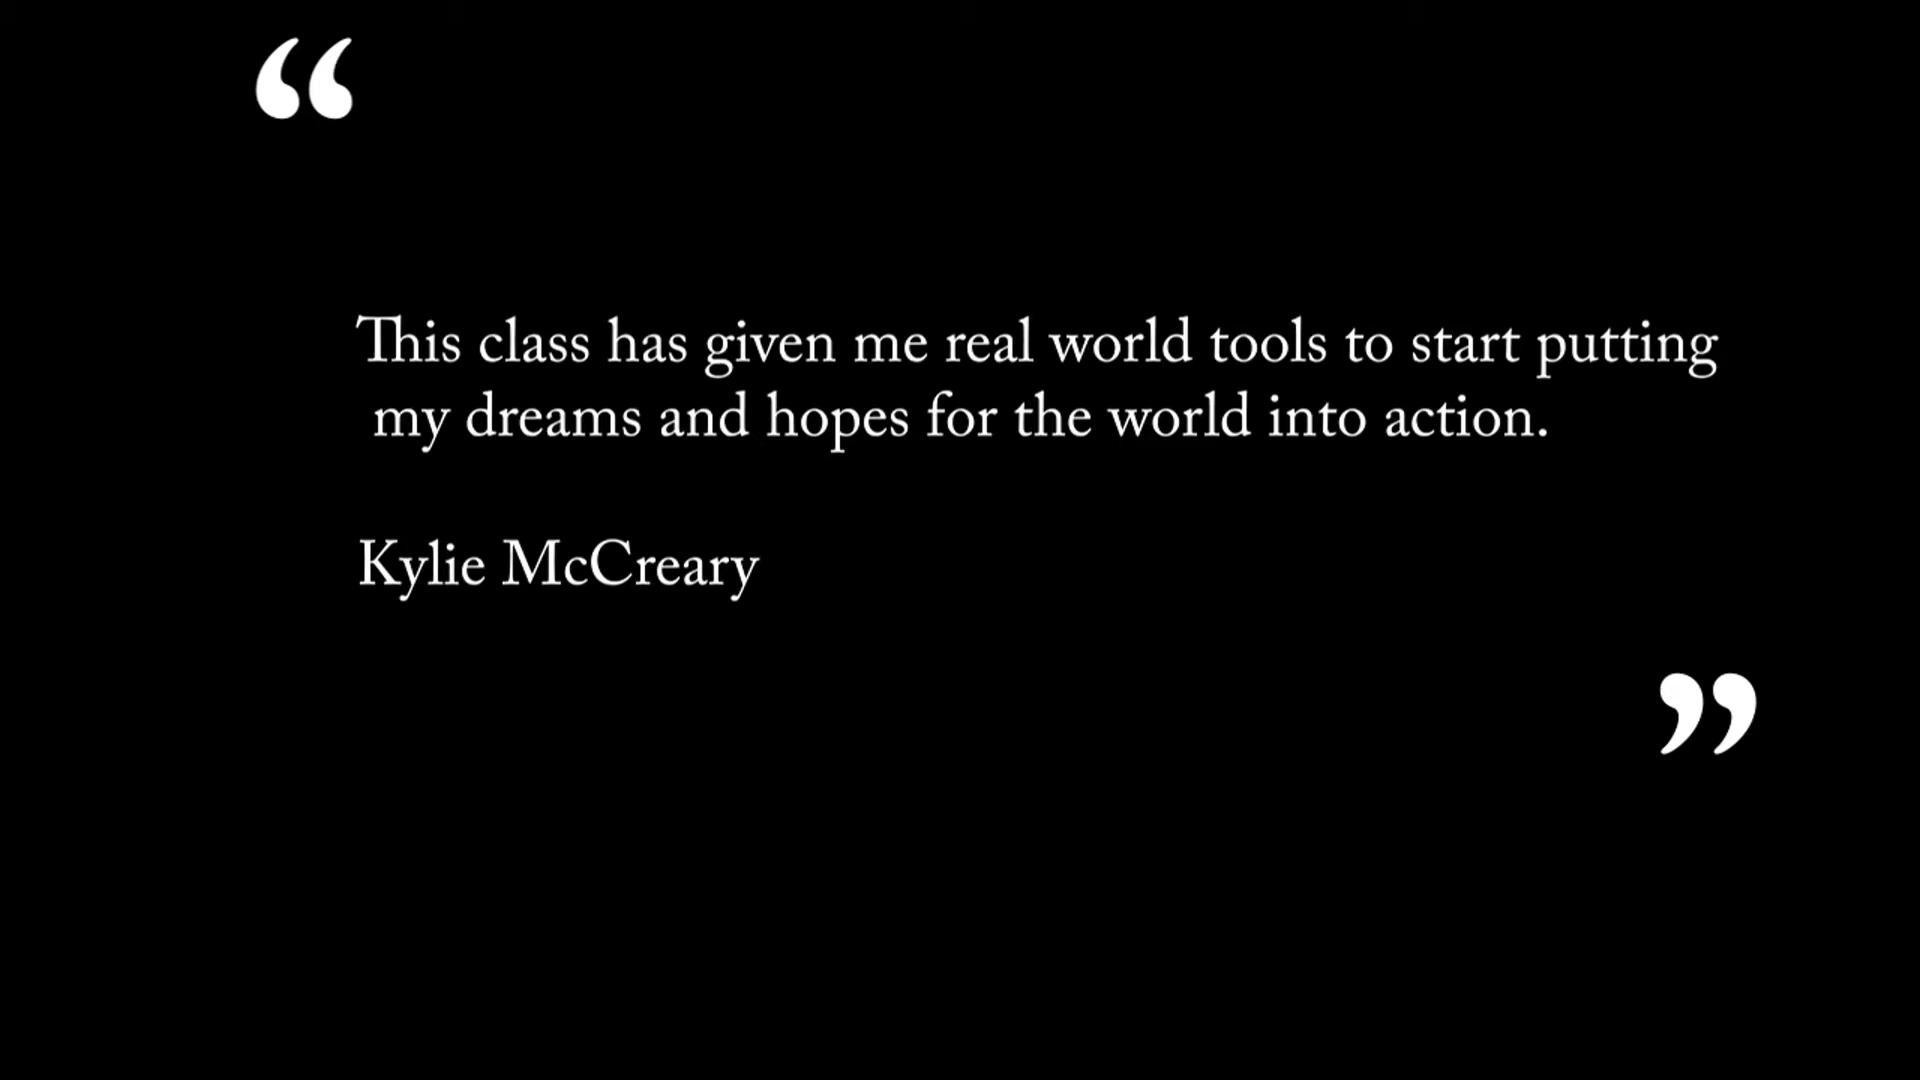 “
This class has given me real world tools to start putting
my dreams and hopes for the world into action.
Kylie McCreary
”